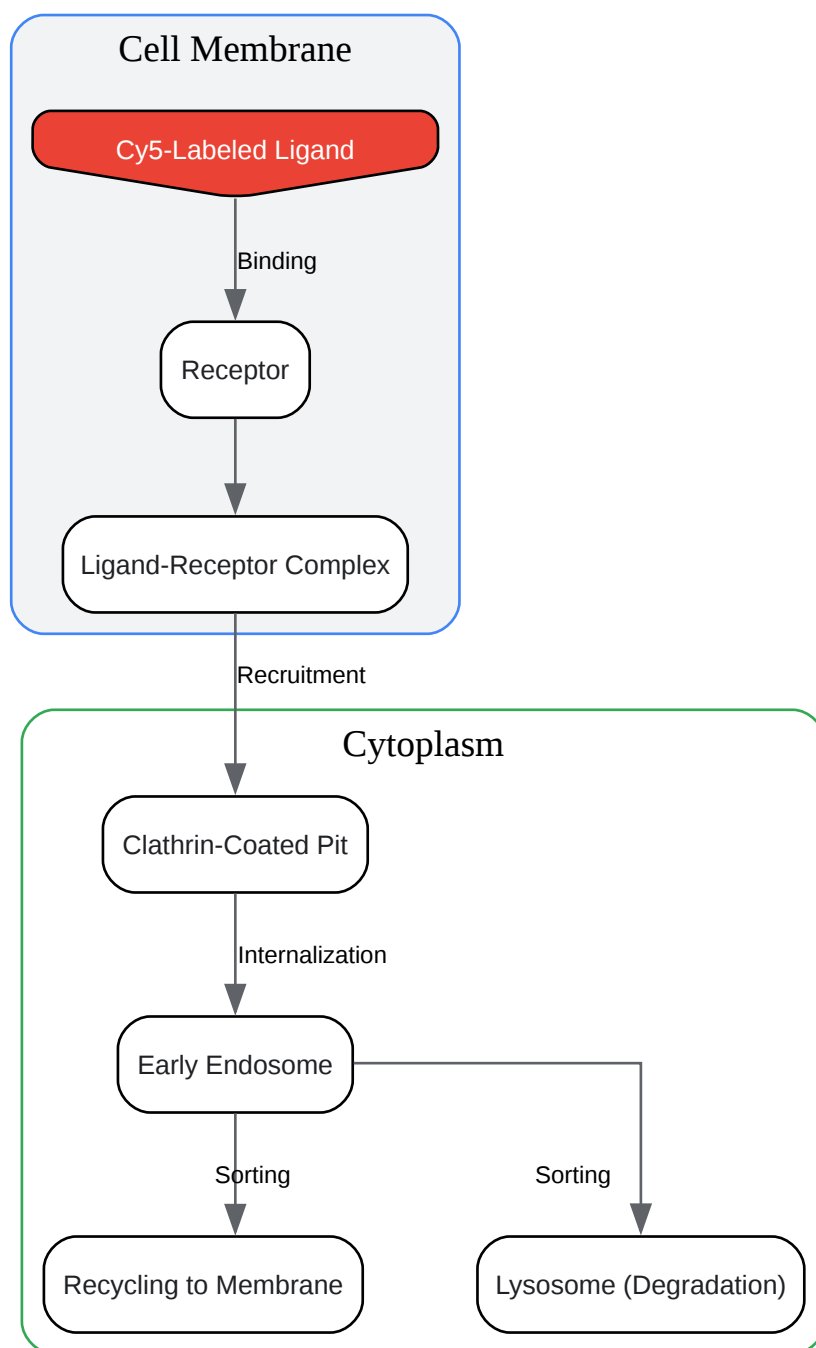 Cell Membrane
Cy5-Labeled Ligand
Binding
Receptor
Ligand-Receptor Complex
Recruitment
Cytoplasm
Clathrin-Coated Pit
Internalization
Early Endosome
Sorting
Sorting
Recycling to Membrane
Lysosome (Degradation)